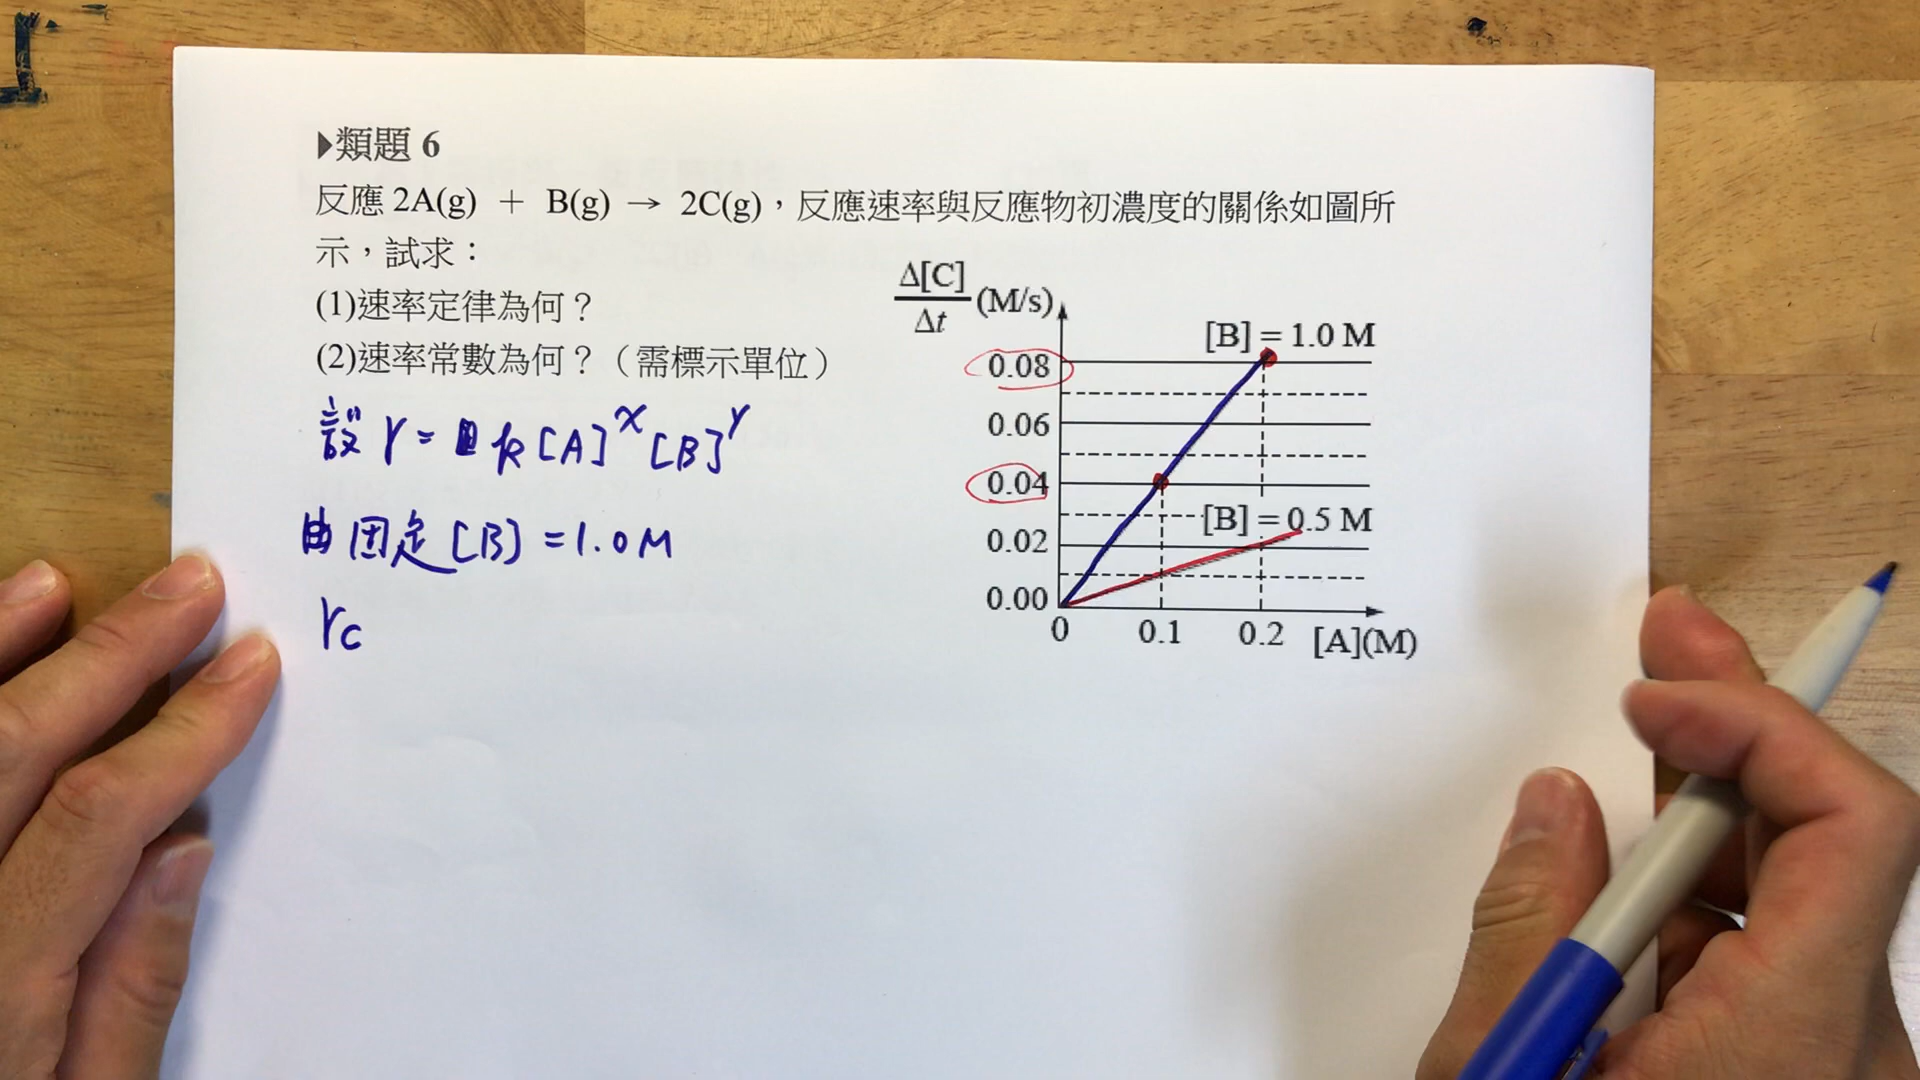 ▶類題 6
反應 2A(g) + B(g) → 2C(g)，反應速率與反應物初濃度的關係如圖所
示，試求：
(1)速率定律為何？
(2)速率常數為何？（需標示單位）
設 r = k [A]^x [B]^y
由固定 [B] = 1.0 M
rc
Δ[C]/Δt (M/s)
[B] = 1.0 M
0.08
0.06
0.04
[B] = 0.5 M
0.02
0.00
0 0.1 0.2 [A](M)